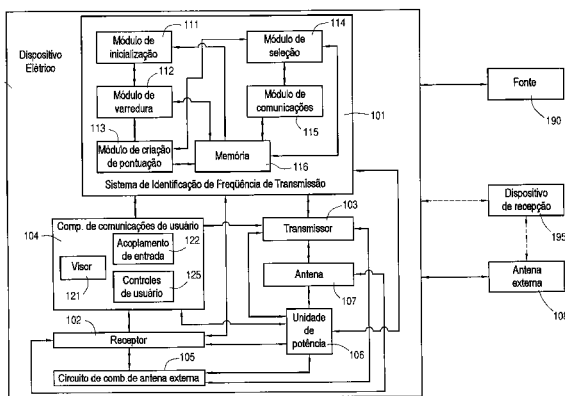 Dispositivo
Elétrico
111
Módulo de
inicialização
112
Módulo de
varredura
113
Módulo de criação
de pontuação
114
Módulo de
seleção
Módulo de
comunicações
115
Memória
116
101
Sistema de Identificação de Freqüência de Transmissão
104
Comp. de comunicações de usuário
Acoplamento
de entrada
122
Visor
121
Controles
de usuário
125
103
Transmissor
Antena
107
102
Receptor
Unidade
de
potência
106
105
Circuito de comb. de antena externa
Fonte
190
Dispositivo
de recepção
195
Antena
externa